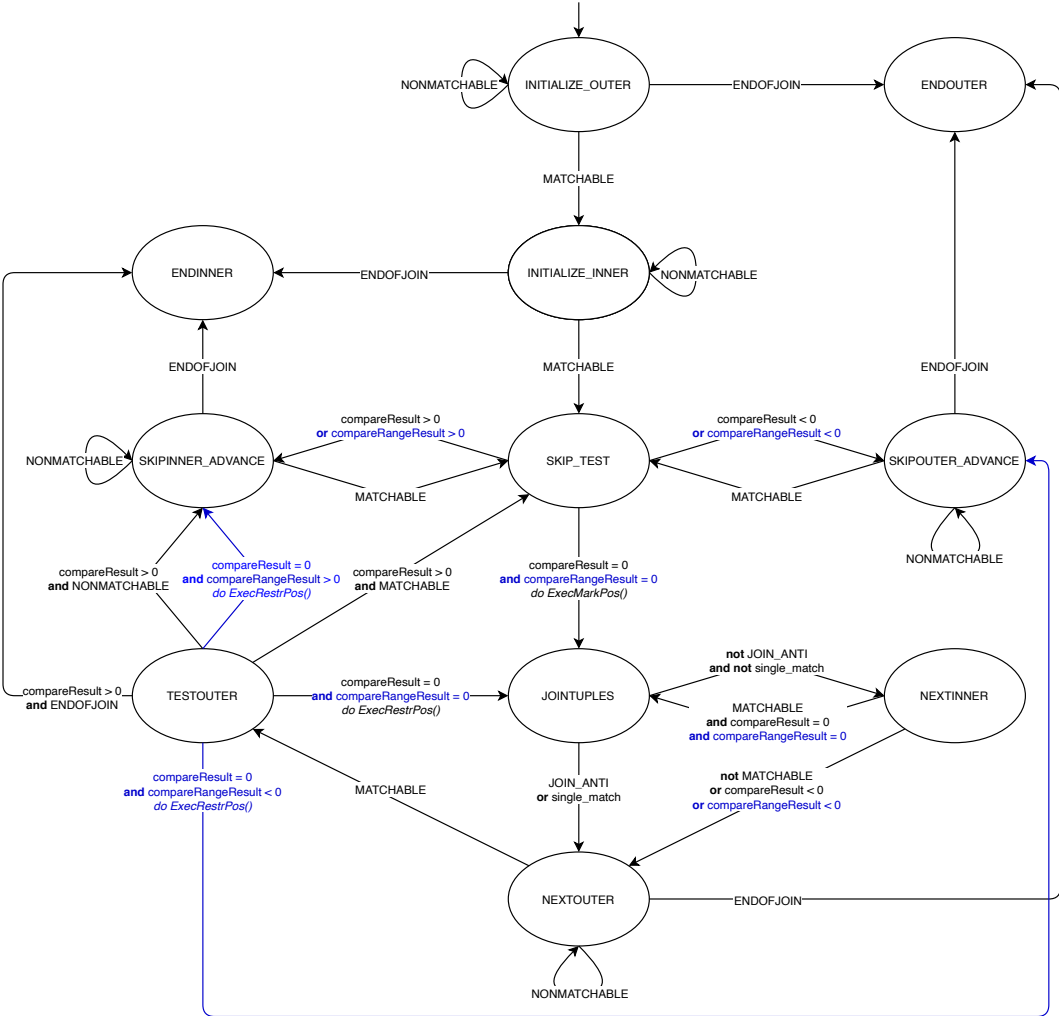 NONMATCHABLE
INITIALIZE_OUTER
ENDOFJOIN
ENDOUTER
MATCHABLE
ENDINNER
ENDOFJOIN
INITIALIZE_INNER
NONMATCHABLE
ENDOFJOIN
MATCHABLE
ENDOFJOIN
compareResult > 0
or compareRangeResult > 0
compareResult < 0
or compareRangeResult < 0
NONMATCHABLE
SKIPINNER_ADVANCE
SKIP_TEST
SKIPOUTER_ADVANCE
MATCHABLE
MATCHABLE
NONMATCHABLE
compareResult > 0
and NONMATCHABLE
compareResult = 0
and compareRangeResult > 0
do ExecRestrPos()
compareResult > 0
and MATCHABLE
compareResult = 0
and compareRangeResult = 0
do ExecMarkPos()
not JOIN_ANTI
and not single_match
compareResult > 0
and ENDOFJOIN
TESTOUTER
compareResult = 0
and compareRangeResult = 0
do ExecRestrPos()
JOINTUPLES
NEXTINNER
MATCHABLE
and compareResult = 0
and compareRangeResult = 0
compareResult = 0
and compareRangeResult < 0
do ExecRestrPos()
MATCHABLE
JOIN_ANTI
or single_match
not MATCHABLE
or compareResult < 0
or compareRangeResult < 0
NEXTOUTER
ENDOFJOIN
NONMATCHABLE